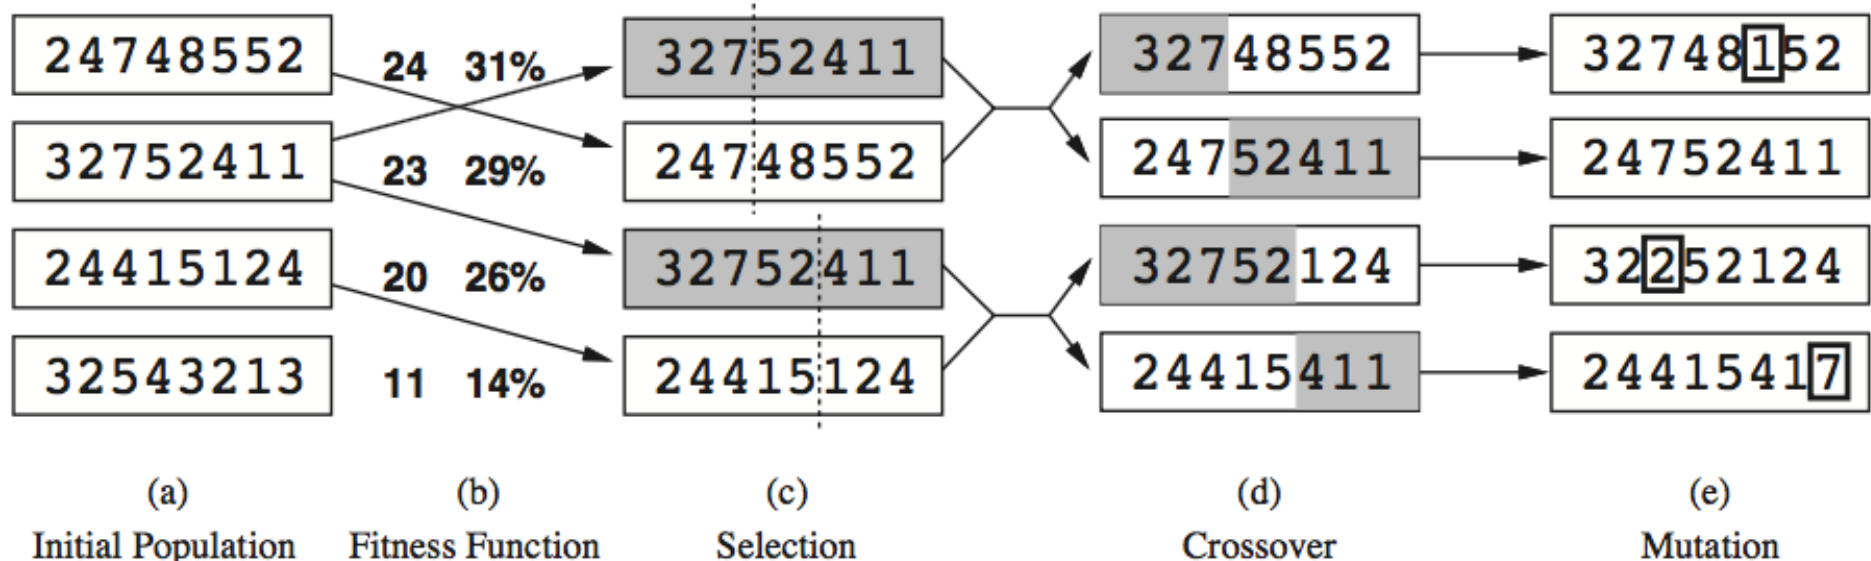 24748552 24 31% 32752411 32748552 32748152
32752411 23 29% 24748552 24752411 24752411
24415124 20 26% 32752411 32752124 32252124
32543213 11 14% 24415124 24415411 24415417
(a) (b) (c) (d) (e)
Initial Population Fitness Function Selection Crossover Mutation